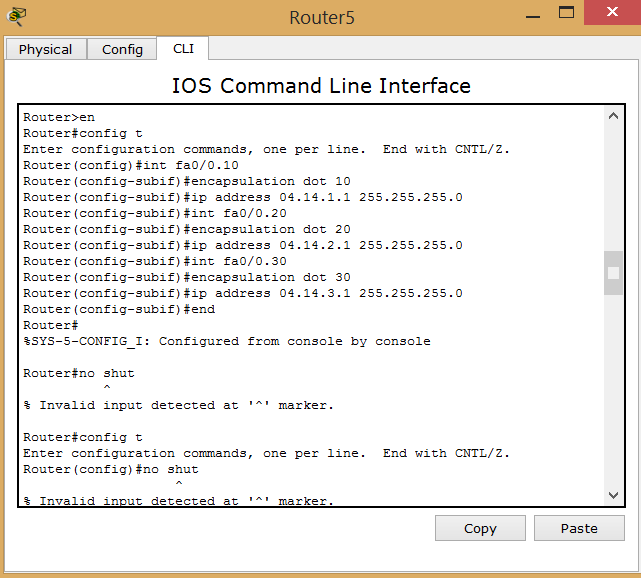 Router5
Physical Config CLI
IOS Command Line Interface
Router>en
Router#config t
Enter configuration commands, one per line.  End with CNTL/Z.
Router(config)#int fa0/0.10
Router(config-subif)#encapsulation dot 10
Router(config-subif)#ip address 04.14.1.1 255.255.255.0
Router(config-subif)#int fa0/0.20
Router(config-subif)#encapsulation dot 20
Router(config-subif)#ip address 04.14.2.1 255.255.255.0
Router(config-subif)#int fa0/0.30
Router(config-subif)#encapsulation dot 30
Router(config-subif)#ip address 04.14.3.1 255.255.255.0
Router(config-subif)#end
Router#
%SYS-5-CONFIG_I: Configured from console by console
Router#no shut
^
% Invalid input detected at '^' marker.
Router#config t
Enter configuration commands, one per line.  End with CNTL/Z.
Router(config)#no shut
^
% Invalid input detected at '^' marker.
Copy Paste